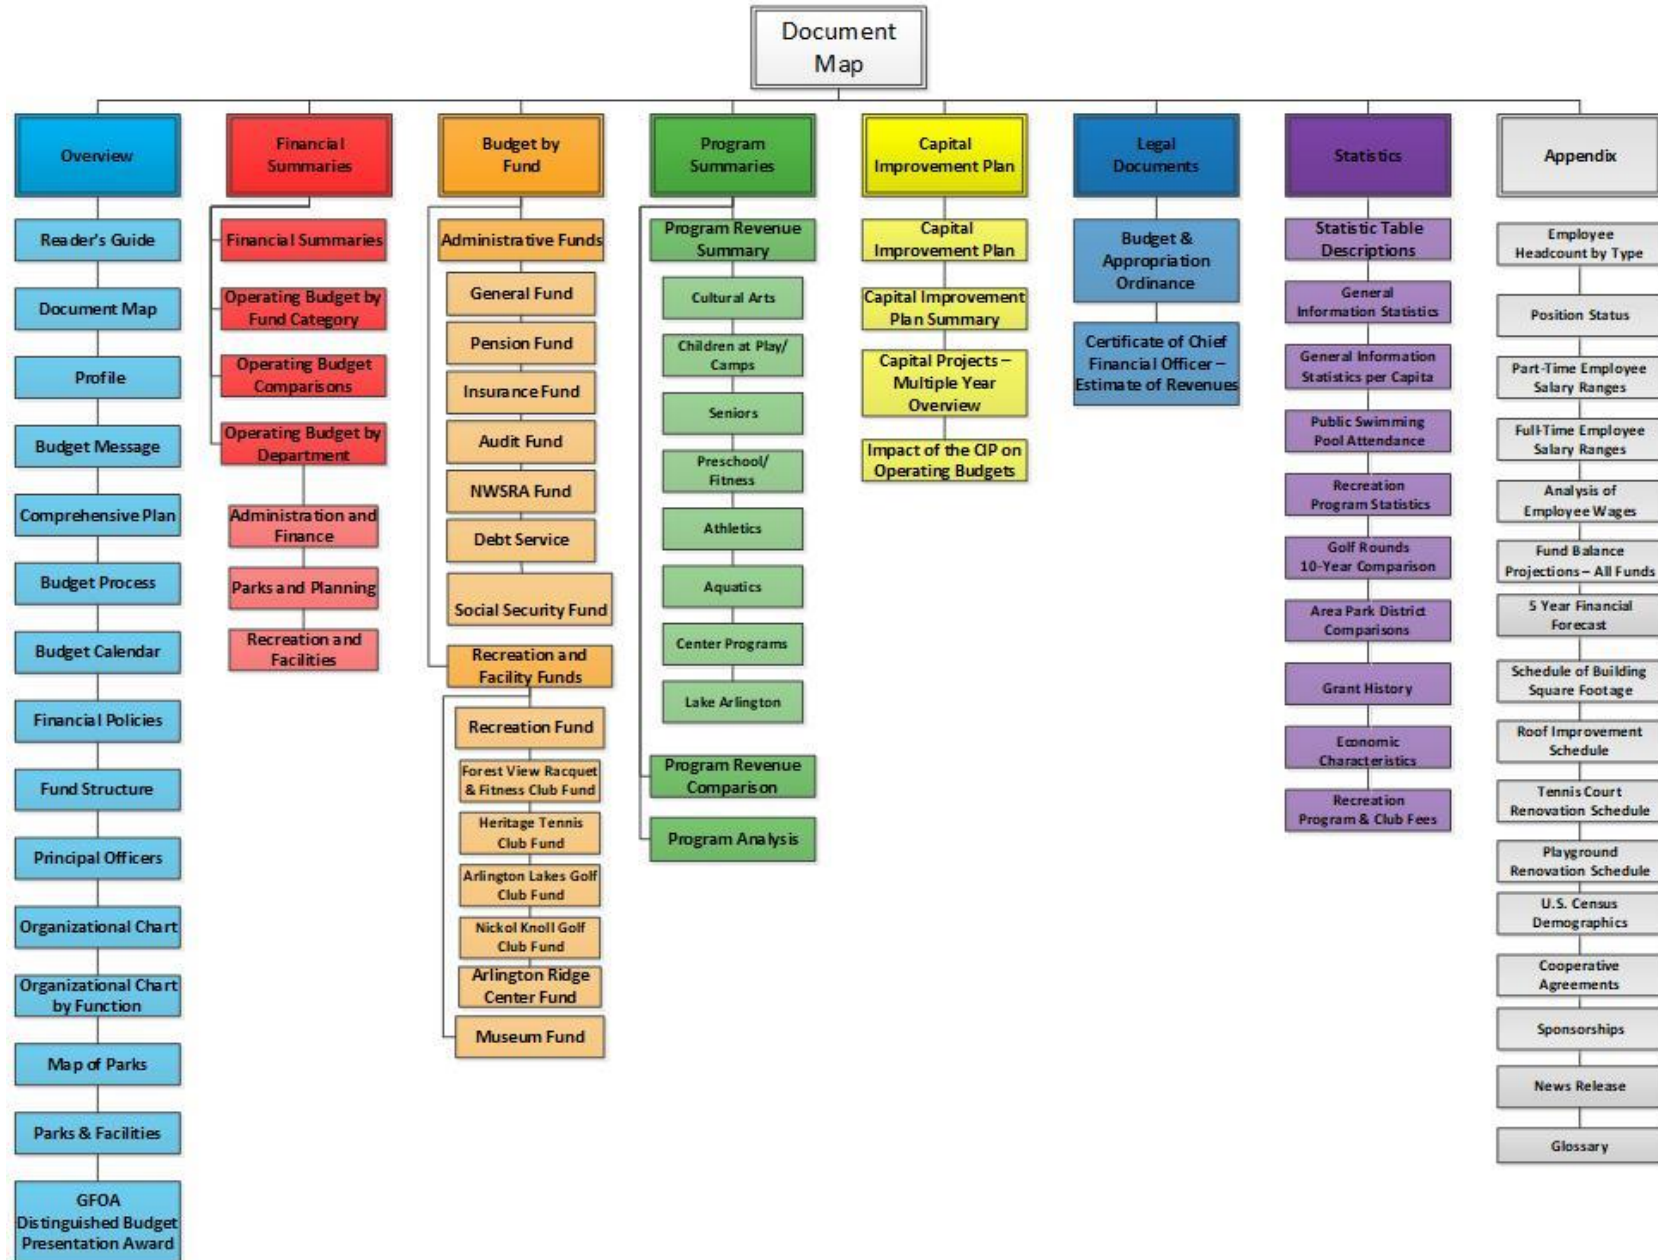 Document
Map
Overview
Reader's Guide
Document Map
Profile
Budget Message
Comprehensive Plan
Budget Process
Budget Calendar
Financial Policies
Fund Structure
Principal Officers
Organizational Chart
Organizational Chart
by Function
Map of Parks
Parks & Facilities
GFOA
Distinguished Budget
Presentation Award
Financial
Summaries
Financial Summaries
Operating Budget by
Fund Category
Operating Budget
Comparisons
Operating Budget by
Department
Administration and
Finance
Parks and Planning
Recreation and
Facilities
Budget by
Fund
Administrative Funds
General Fund
Pension Fund
Insurance Fund
Audit Fund
NWSRA Fund
Debt Service
Social Security Fund
Recreation and
Facility Funds
Recreation Fund
Forest View Racquet
& Fitness Club Fund
Heritage Tennis
Club Fund
Arlington Lakes Golf
Club Fund
Nickol Knoll Golf
Club Fund
Arlington Ridge
Center Fund
Museum Fund
Program
Summaries
Program Revenue
Summary
Cultural Arts
Children at Play/
Camps
Seniors
Preschool/
Fitness
Athletics
Aquatics
Center Programs
Lake Arlington
Program Revenue
Comparison
Program Analysis
Capital
Improvement Plan
Capital
Improvement Plan
Capital Improvement
Plan Summary
Capital Projects –
Multiple Year
Overview
Impact of the CIP on
Operating Budgets
Legal
Documents
Budget &
Appropriation
Ordinance
Certificate of Chief
Financial Officer –
Estimate of Revenues
Statistics
Statistic Table
Descriptions
General
Information Statistics
General Information
Statistics per Capita
Public Swimming
Pool Attendance
Recreation
Program Statistics
Golf Rounds
10-Year Comparison
Area Park District
Comparisons
Grant History
Economic
Characteristics
Recreation
Program & Club Fees
Appendix
Employee
Headcount by Type
Position Status
Part-Time Employee
Salary Ranges
Full-Time Employee
Salary Ranges
Analysis of
Employee Wages
Fund Balance
Projections – All Funds
5 Year Financial
Forecast
Schedule of Building
Square Footage
Roof Improvement
Schedule
Tennis Court
Renovation Schedule
Playground
Renovation Schedule
U.S. Census
Demographics
Cooperative
Agreements
Sponsorships
News Release
Glossary